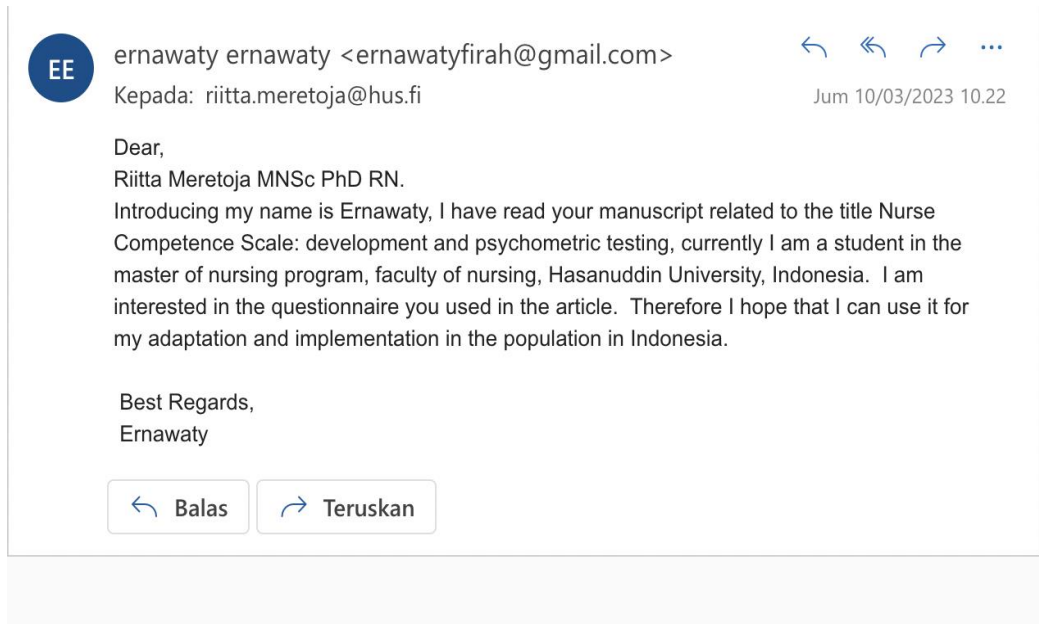 EE
ernawaty ernawaty <ernawatyfirah@gmail.com>
Kepada: riitta.meretoja@hus.fi
Jum 10/03/2023 10.22
Dear,
Riitta Meretoja MNSc PhD RN.
Introducing my name is Ernawaty, I have read your manuscript related to the title Nurse
Competence Scale: development and psychometric testing, currently I am a student in the
master of nursing program, faculty of nursing, Hasanuddin University, Indonesia.  I am
interested in the questionnaire you used in the article.  Therefore I hope that I can use it for
my adaptation and implementation in the population in Indonesia.
Best Regards,
Ernawaty
Balas
Teruskan